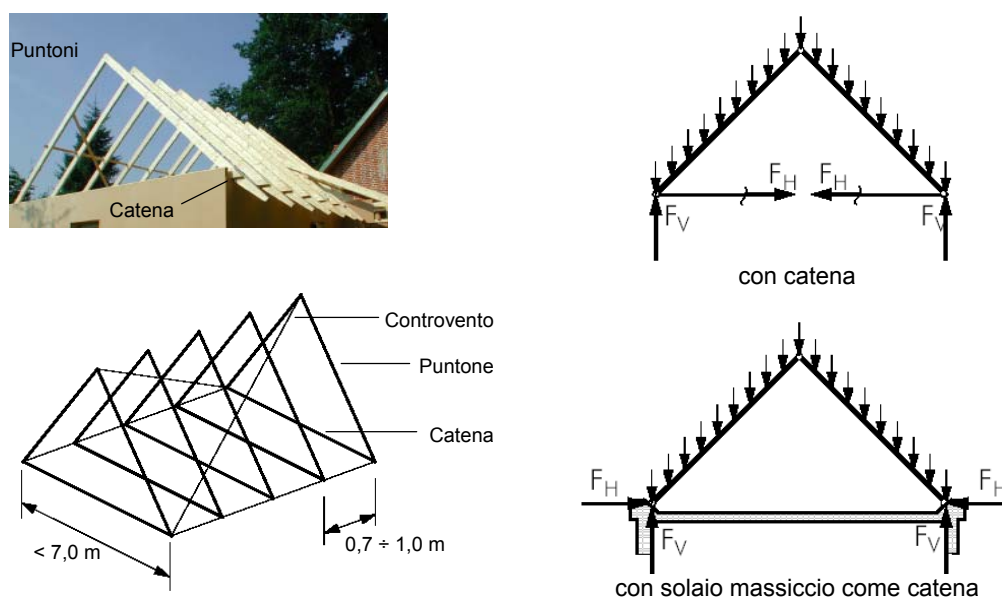 Puntoni
Catena
Controvento
Puntone
Catena
< 7,0 m
0,7 ÷ 1,0 m
F_H F_H
F_V F_V
con catena
F_H F_H
F_V F_V
con solaio massiccio come catena